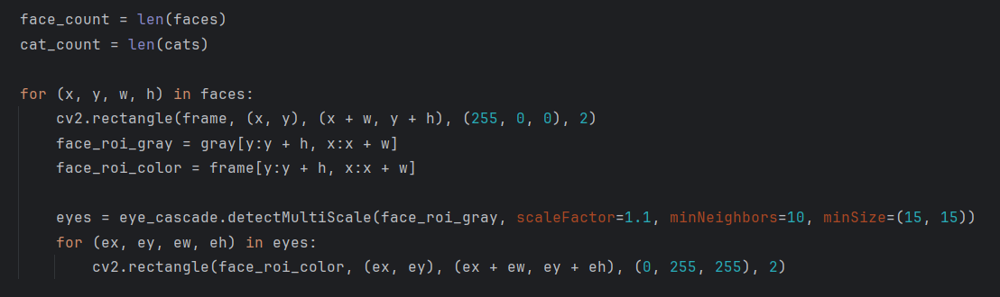 face_count = len(faces)
cat_count = len(cats)
for (x, y, w, h) in faces:
cv2.rectangle(frame, (x, y), (x + w, y + h), (255, 0, 0), 2)
face_roi_gray = gray[y:y + h, x:x + w]
face_roi_color = frame[y:y + h, x:x + w]
eyes = eye_cascade.detectMultiScale(face_roi_gray, scaleFactor=1.1, minNeighbors=10, minSize=(15, 15))
for (ex, ey, ew, eh) in eyes:
cv2.rectangle(face_roi_color, (ex, ey), (ex + ew, ey + eh), (0, 255, 255), 2)